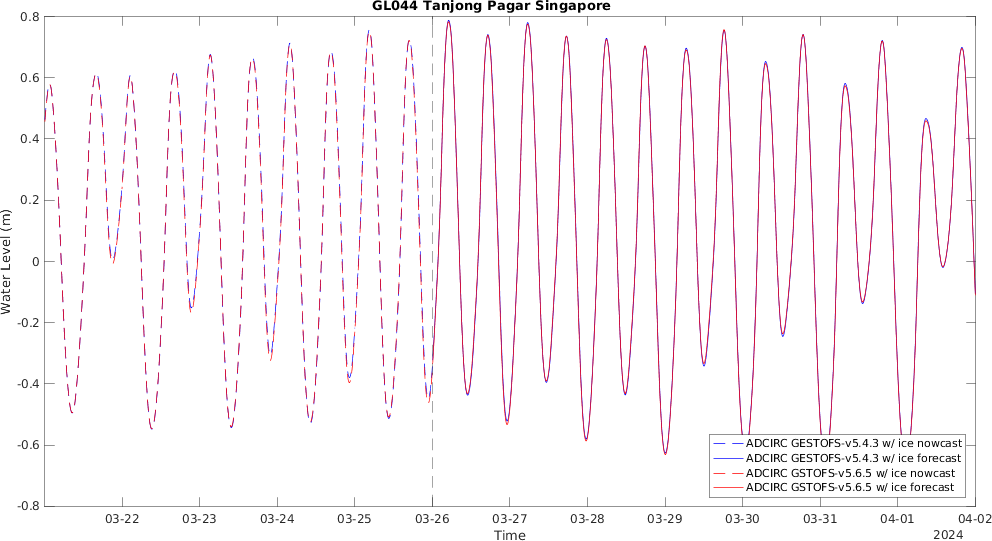 GL044 Tanjong Pagar Singapore
0.8
0.6
0.4
0.2
0
-0.2
-0.4
-0.6
-0.8
Water Level (m)
ADCIRC GESTOFS-v5.4.3 w/ ice nowcast
ADCIRC GESTOFS-v5.4.3 w/ ice forecast
ADCIRC GSTOFS-v5.6.5 w/ ice nowcast
ADCIRC GSTOFS-v5.6.5 w/ ice forecast
03-22 03-23 03-24 03-25 03-26 03-27 03-28 03-29 03-30 03-31 04-01 04-02
Time
2024